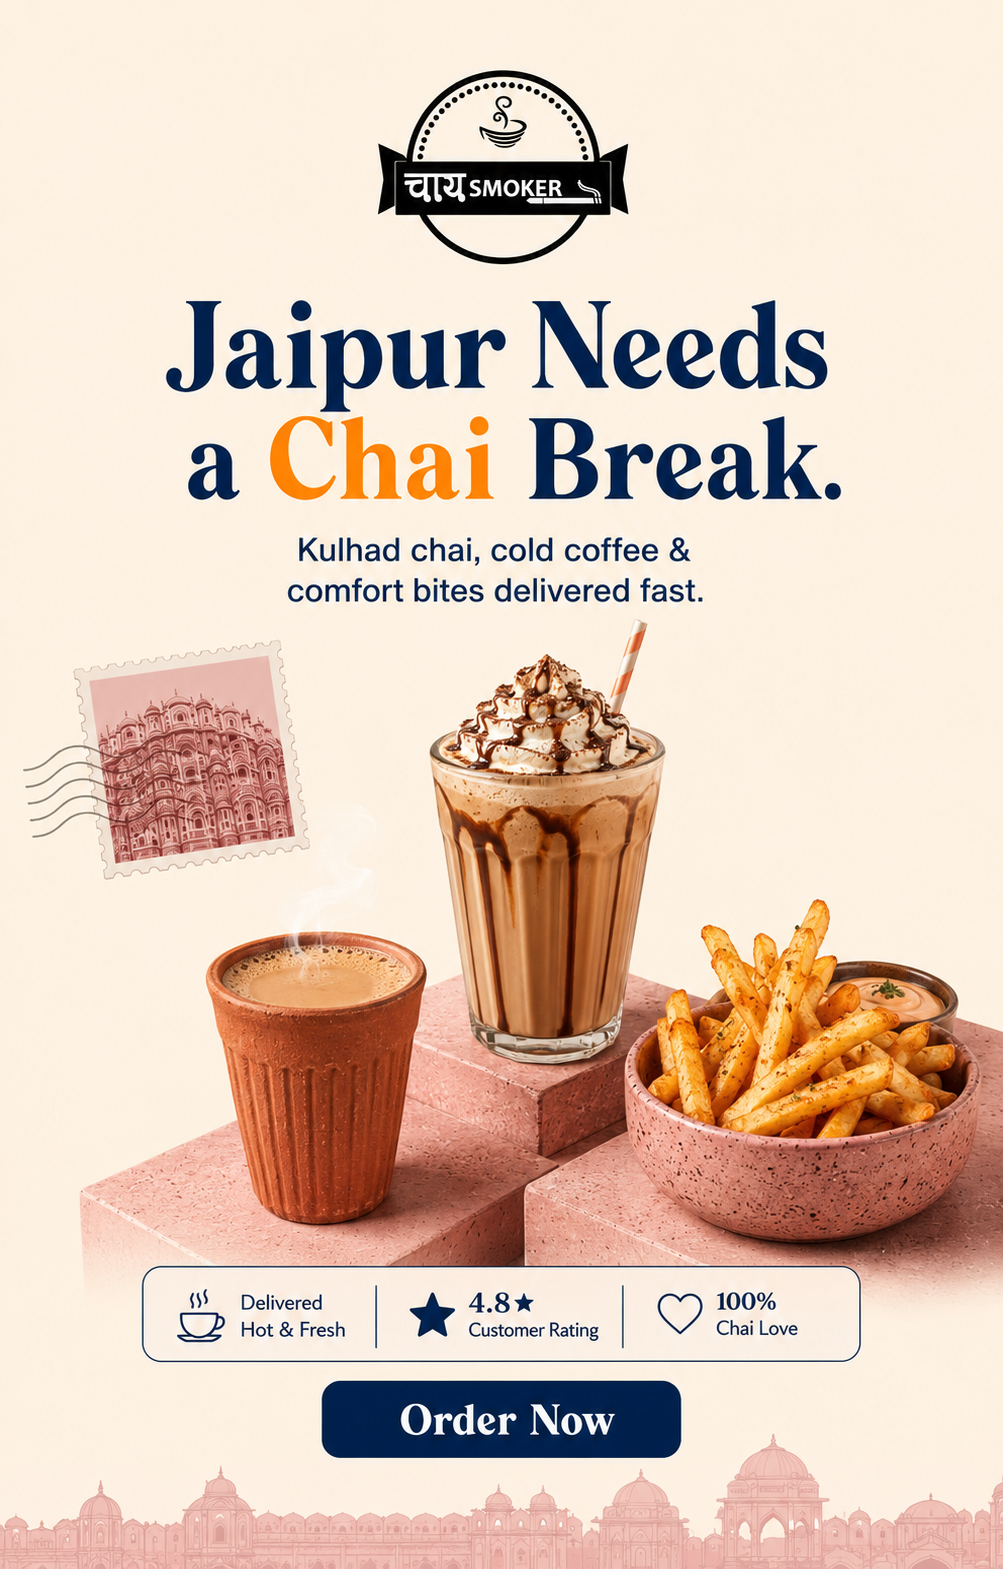 चाय SMOKER
Jaipur Needs
a Chai Break.
Kulhad chai, cold coffee &
comfort bites delivered fast.
Delivered
Hot & Fresh
4.8★
Customer Rating
100%
Chai Love
Order Now